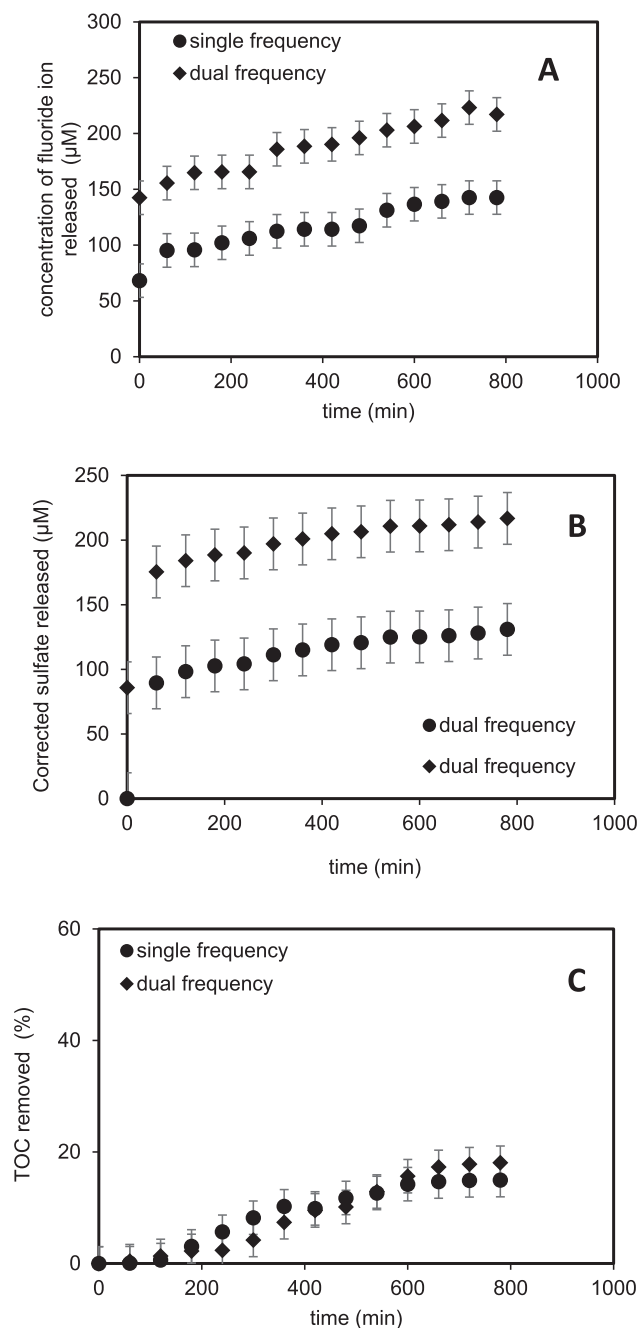 300
single frequency
A
250
dual frequency
200
150
100
50
0
concentration of fluoride ion
released (µM)
0 200 400 600 800 1000
time (min)
250
B
200
150
100
dual frequency
50
dual frequency
0
Corrected sulfate released (µM)
0 200 400 600 800 1000
time (min)
60
single frequency
C
dual frequency
40
20
0
TOC removed (%)
0 200 400 600 800 1000
time (min)